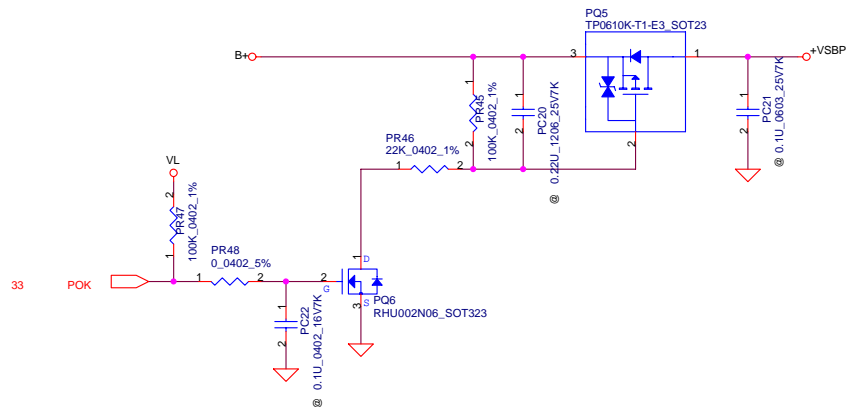 PQ5
TP0610K-T1-E3_SOT23
B+
3
1
+VSBP
1
PR45
2
100K_0402_1%
1
PC20
2
@ 0.22U_1206_25V7K
2
1
PC21
2
@ 0.1U_0603_25V7K
PR46
22K_0402_1%
1
2
VL
2
PR47
1
100K_0402_1%
PR48
0_0402_5%
1
2
33
POK
1
D
2
G
3
S
PQ6
RHU002N06_SOT323
1
PC22
2
@ 0.1U_0402_16V7K